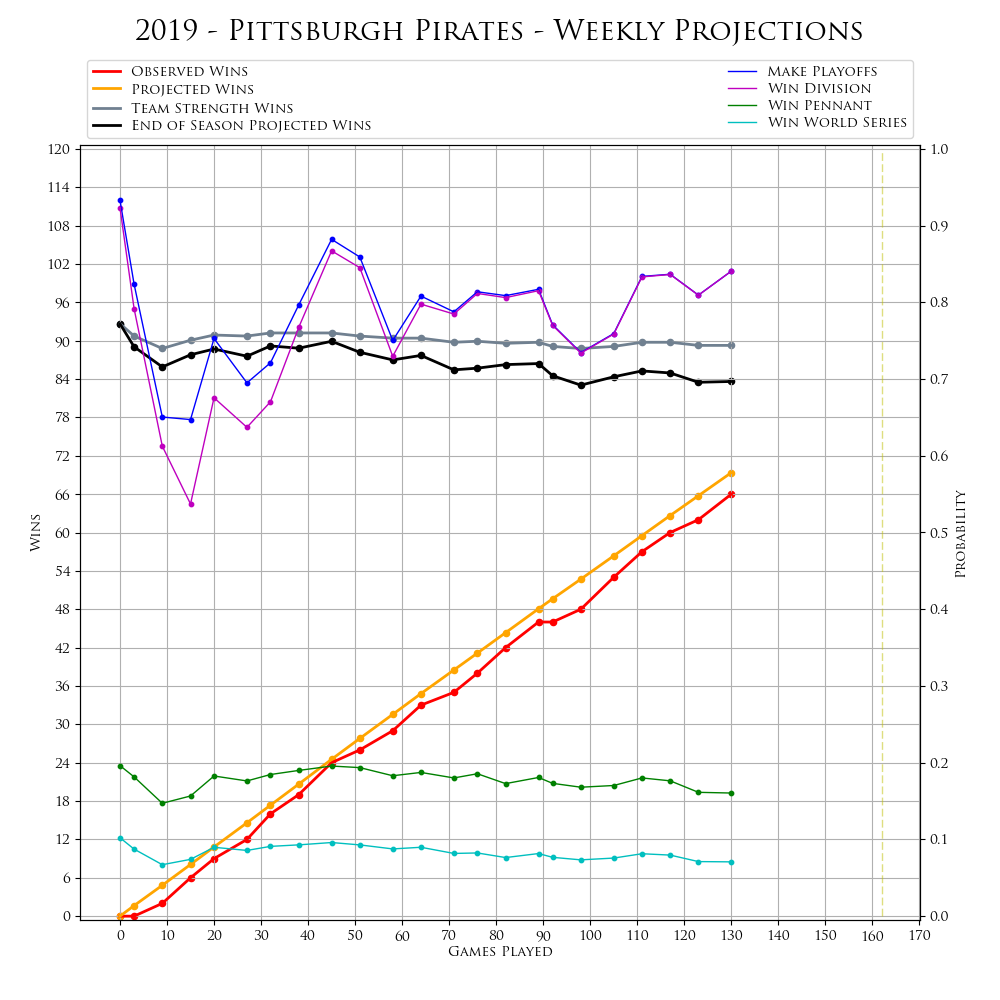 2019 - Pittsburgh Pirates - Weekly Projections
Observed Wins
Projected Wins
Team Strength Wins
End of Season Projected Wins
Make Playoffs
Win Division
Win Pennant
Win World Series
120 1.0
114
108 0.9
102
96 0.8
90
84 0.7
78
72 0.6
66
60 0.5
54
48 0.4
42
36 0.3
30
24 0.2
18
12 0.1
6
0 0.0
Wins
Probability
0 10 20 30 40 50 60 70 80 90 100 110 120 130 140 150 160 170
Games Played